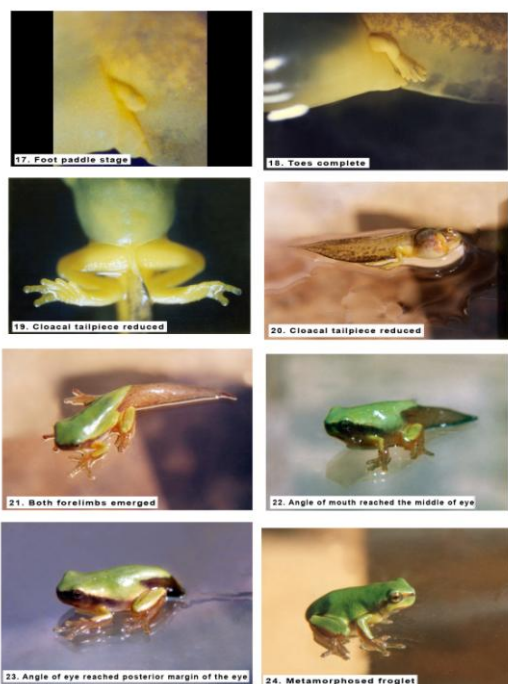 17. Foot paddle stage
18. Toes complete
19. Cloacal tailpiece reduced
20. Cloacal tailpiece reduced
21. Both forelimbs emerged
22. Angle of mouth reached the middle of eye
23. Angle of eye reached posterior margin of the eye
24. Metamorphosed froglet